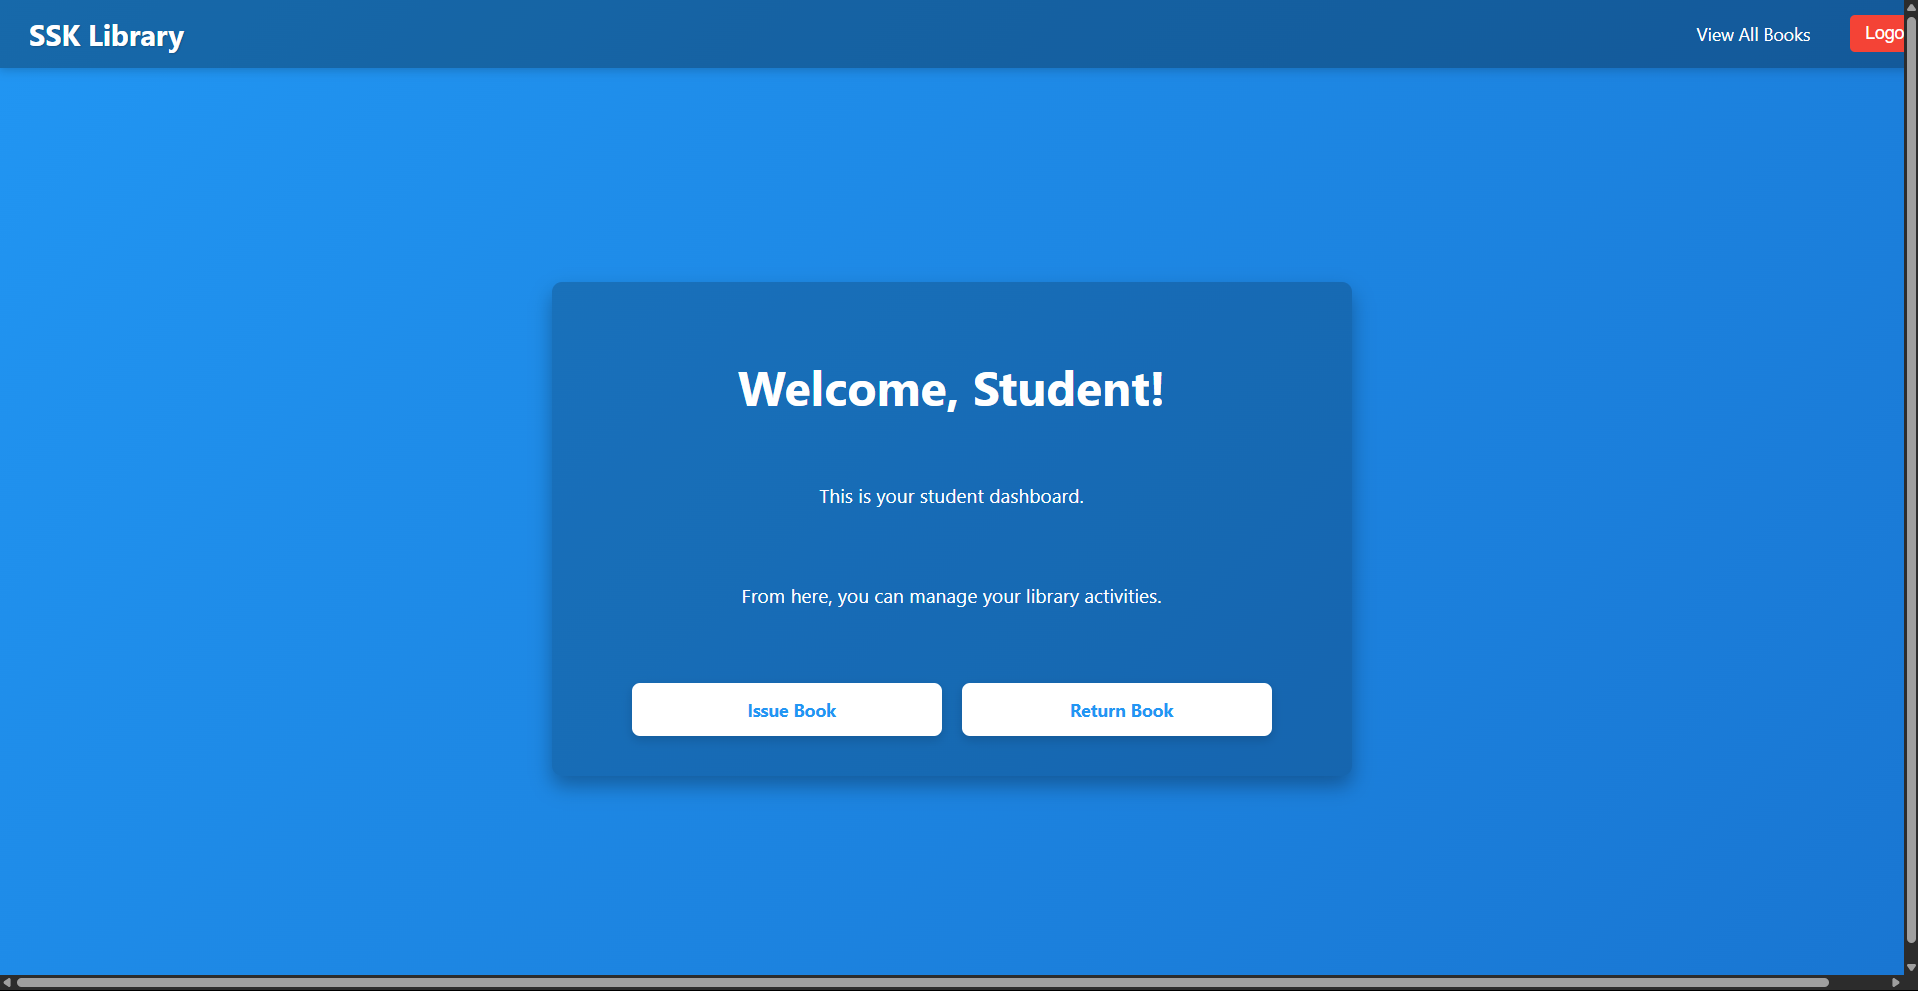 SSK Library
View All Books
Logo
Welcome, Student!
This is your student dashboard.
From here, you can manage your library activities.
Issue Book
Return Book